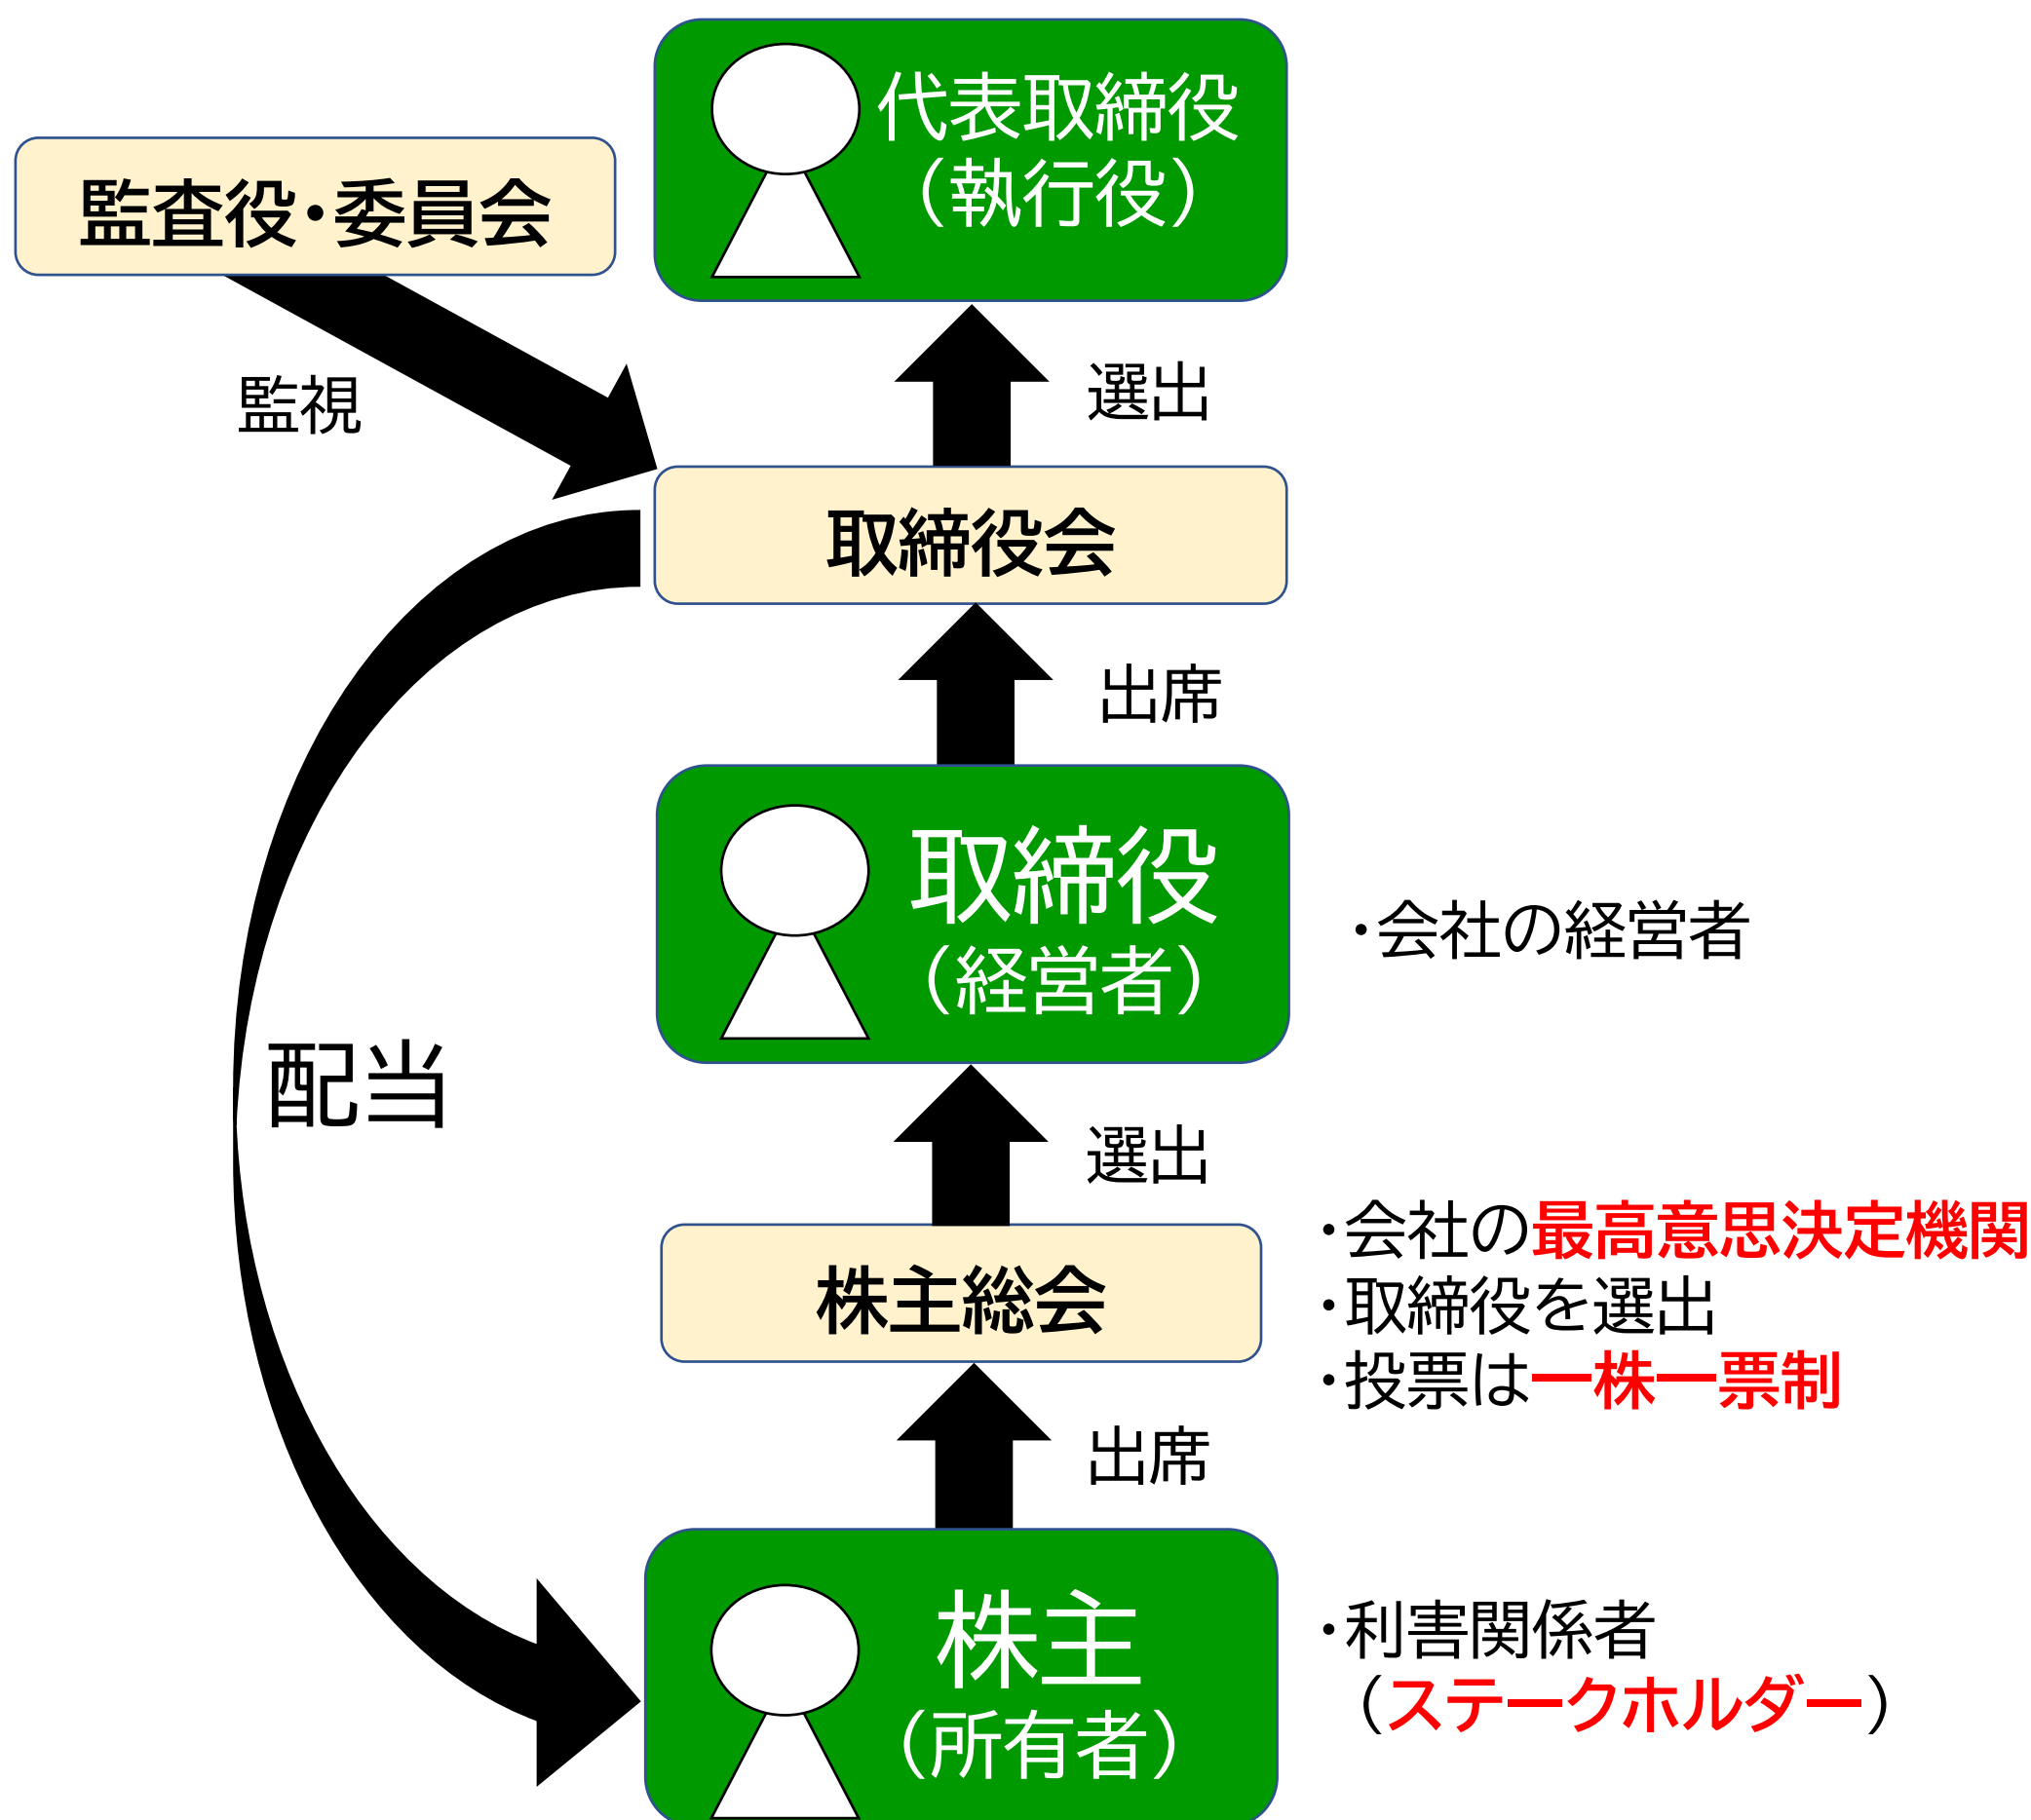 代表取締役
（執行役）
監査役・委員会
監視
選出
取締役会
出席
取締役
（経営者）
・会社の経営者
配当
選出
株主総会
・会社の最高意思決定機関
・取締役を選出
・投票は一株一票制
出席
株主
（所有者）
・利害関係者
（ステークホルダー）